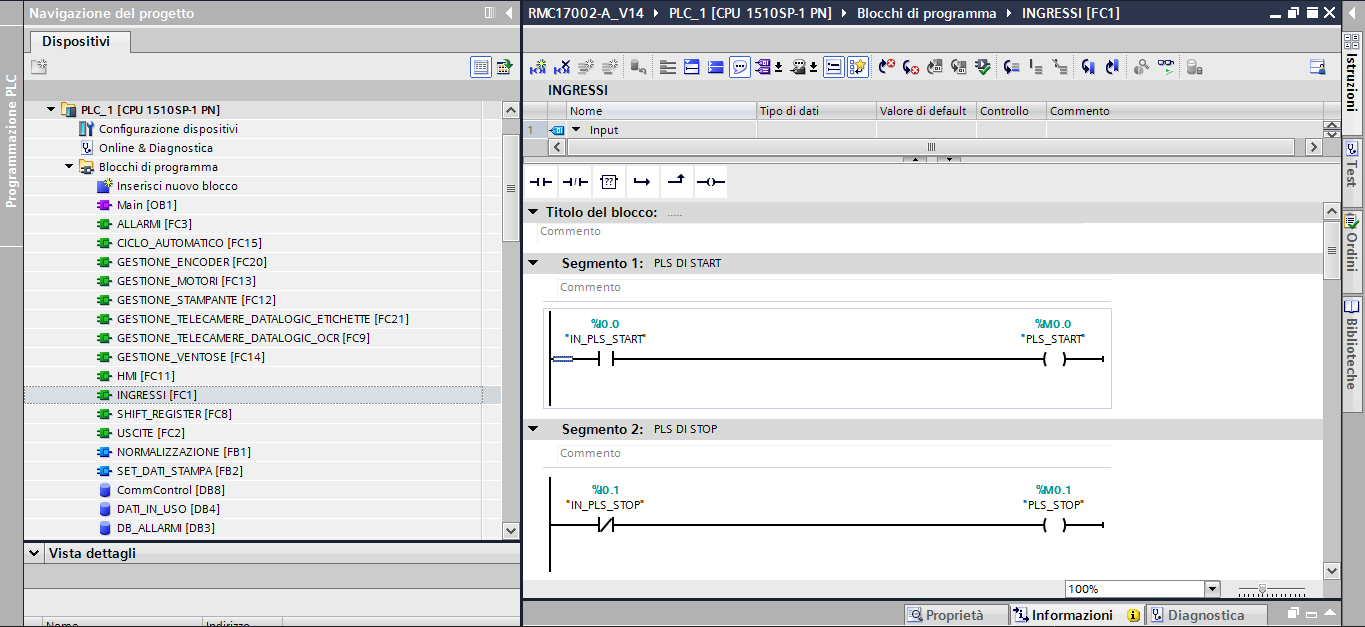 Navigazione del progetto
RMC17002-A_V14 ▸ PLC_1 [CPU 1510SP-1 PN] ▸ Blocchi di programma ▸ INGRESSI [FC1]
Programmazione PLC
Dispositivi
PLC_1 [CPU 1510SP-1 PN]
Configurazione dispositivi
Online & Diagnostica
Blocchi di programma
Inserisci nuovo blocco
Main [OB1]
ALLARMI [FC3]
CICLO_AUTOMATICO [FC15]
GESTIONE_ENCODER [FC20]
GESTIONE_MOTORI [FC13]
GESTIONE_STAMPANTE [FC12]
GESTIONE_TELECAMERE_DATALOGIC_ETICHETTE [FC21]
GESTIONE_TELECAMERE_DATALOGIC_OCR [FC9]
GESTIONE_VENTOSE [FC14]
HMI [FC11]
INGRESSI [FC1]
SHIFT_REGISTER [FC8]
USCITE [FC2]
NORMALIZZAZIONE [FB1]
SET_DATI_STAMPA [FB2]
CommControl [DB8]
DATI_IN_USO [DB4]
DB_ALLARMI [DB3]
Vista dettagli
Nome Indirizzo
INGRESSI
Nome Tipo di dati Valore di default Controllo Commento
1 Input
??
Titolo del blocco: .....
Commento
Segmento 1: PLS DI START
Commento
%I0.0 %M0.0
"IN_PLS_START" "PLS_START"
Segmento 2: PLS DI STOP
Commento
%I0.1 %M0.1
"IN_PLS_STOP" "PLS_STOP"
100%
Proprietà Informazioni Diagnostica
Istruzioni
Test
Ordini
Biblioteche